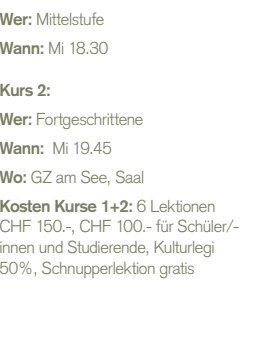 Wer: Mittelstufe
Wann: Mi 18.30
Kurs 2:
Wer: Fortgeschrittene
Wann: Mi 19.45
Wo: GZ am See, Saal
Kosten Kurse 1+2: 6 Lektionen
CHF 150.-, CHF 100.- für Schüler/-
innen und Studierende, Kulturlegi
50%, Schnupperlektion gratis